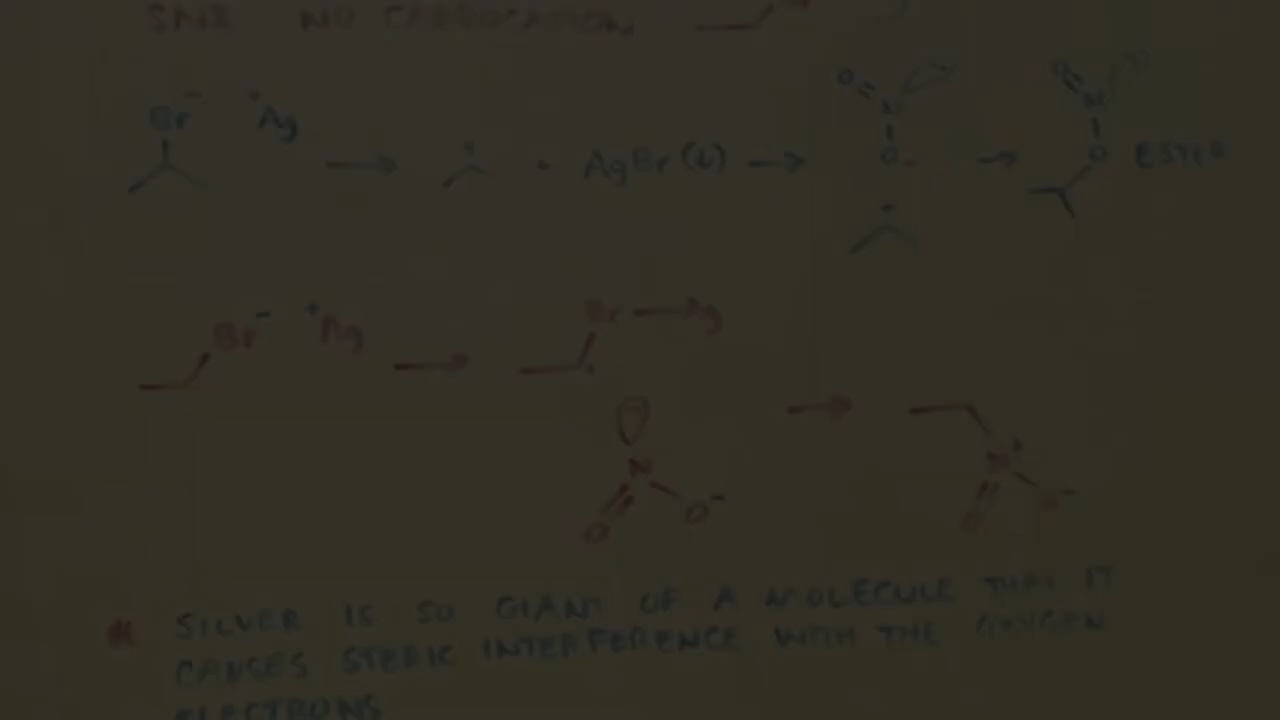 NO CARBOCATION
Br⁻ ⁺Ag
+ AgBr(↓)
O N O⁻
O N O ESTER
Br⁻ ⁺Ag
Br Ag
N O O⁻
N⁺ O O⁻
SILVER IS SO GIANT OF A MOLECULE THAT IT
CAUSES STERIC INTERFERENCE WITH THE OXYGEN
ELECTRONS